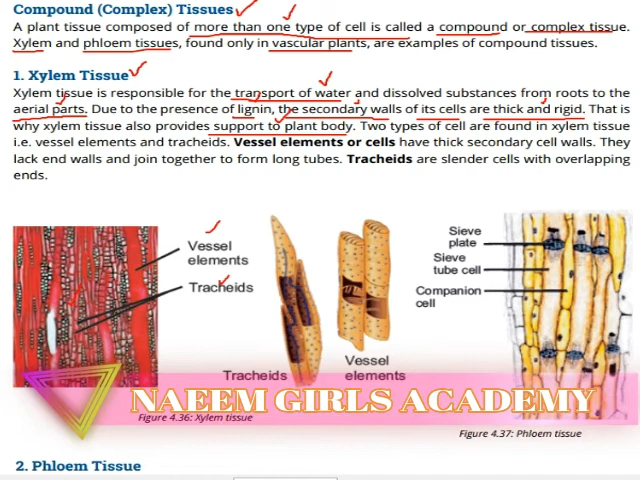 Compound (Complex) Tissues
A plant tissue composed of more than one type of cell is called a compound or complex tissue.
Xylem and phloem tissues, found only in vascular plants, are examples of compound tissues.
1. Xylem Tissue
Xylem tissue is responsible for the transport of water and dissolved substances from roots to the
aerial parts. Due to the presence of lignin, the secondary walls of its cells are thick and rigid. That is
why xylem tissue also provides support to plant body. Two types of cell are found in xylem tissue
i.e. vessel elements and tracheids. Vessel elements or cells have thick secondary cell walls. They
lack end walls and join together to form long tubes. Tracheids are slender cells with overlapping
ends.
Vessel
elements
Tracheids
Tracheids
Vessel
elements
Sieve
plate
Sieve
tube cell
Companion
cell
NAEEM GIRLS ACADEMY
Figure 4.36: Xylem tissue
Figure 4.37: Phloem tissue
2. Phloem Tissue